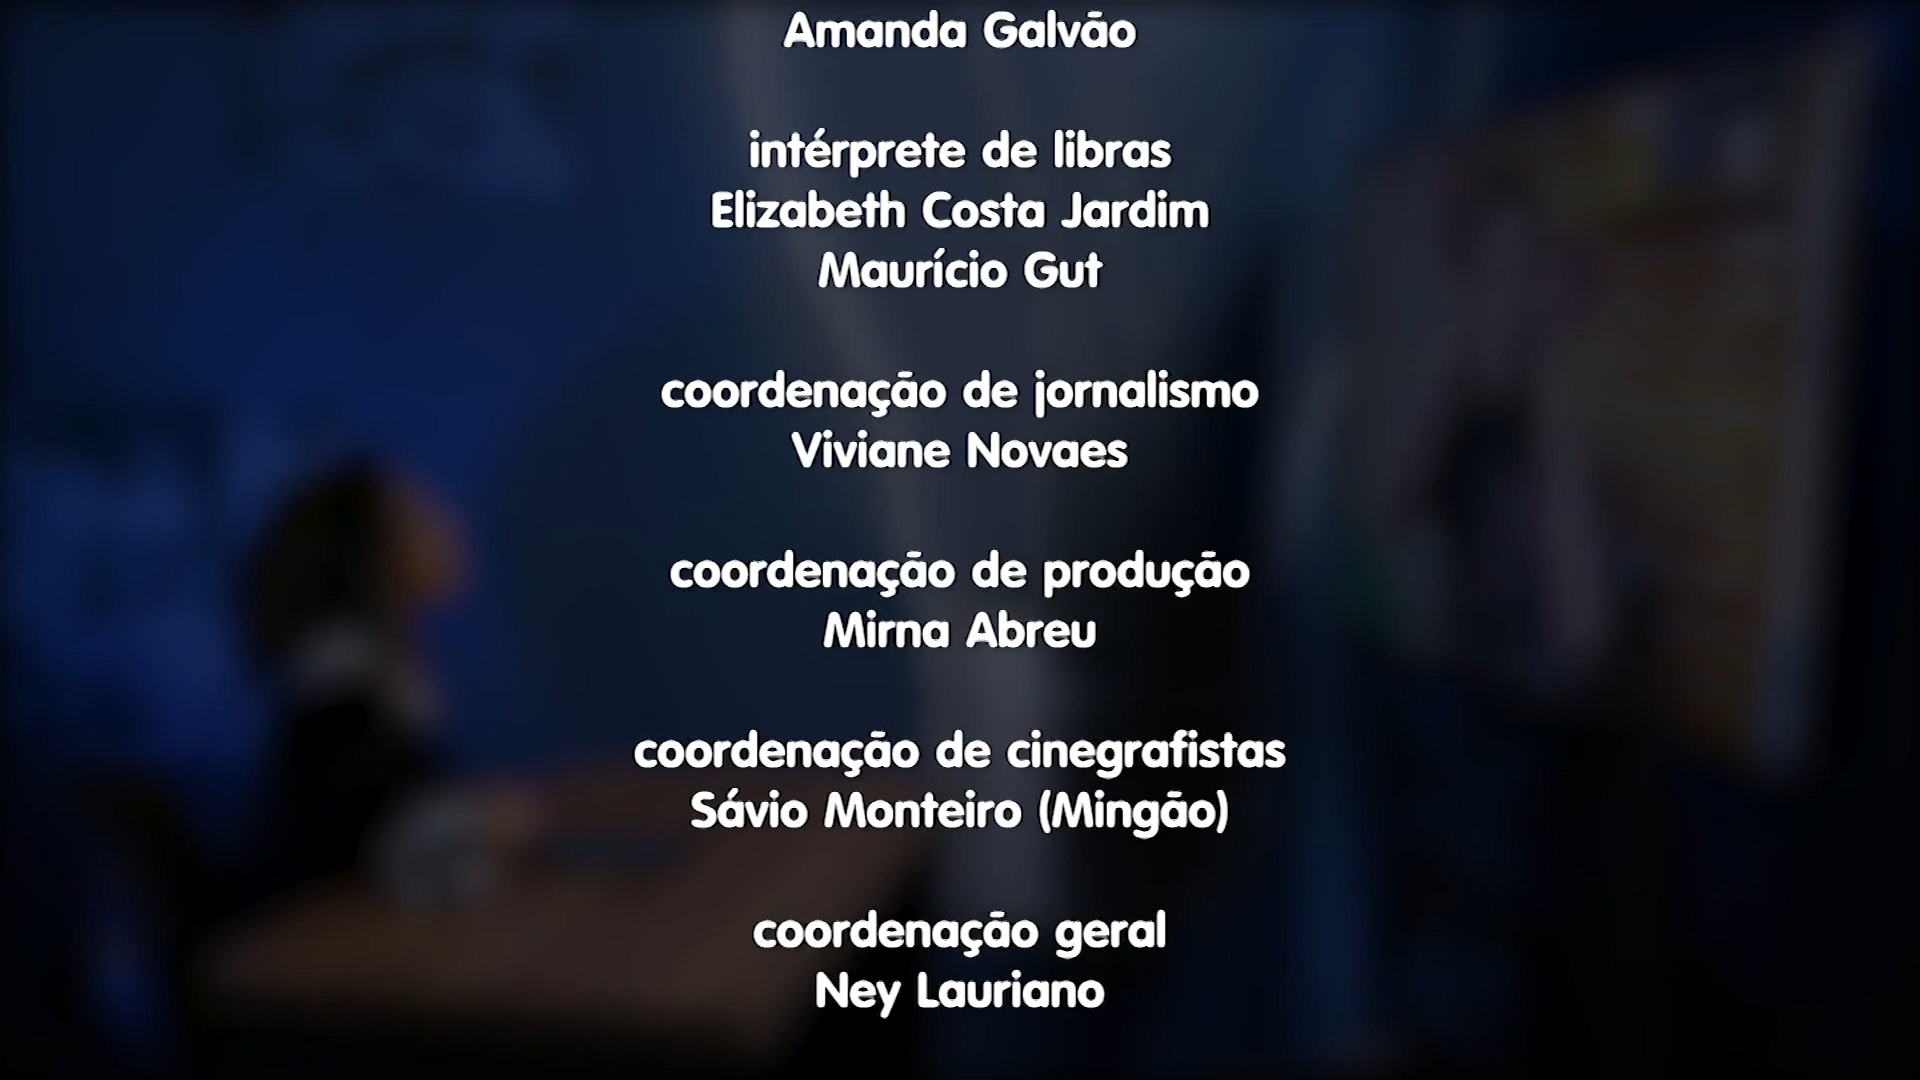 Amanda Galvão
intérprete de libras
Elizabeth Costa Jardim
Maurício Gut
coordenação de jornalismo
Viviane Novaes
coordenação de produção
Mirna Abreu
coordenação de cinegrafistas
Sávio Monteiro (Mingão)
coordenação geral
Ney Lauriano